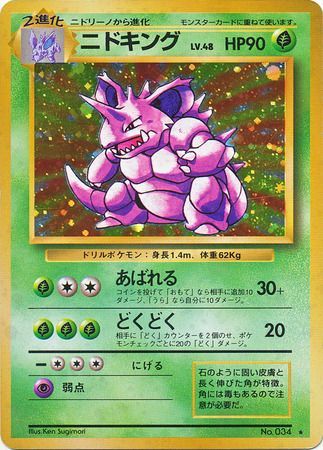 2進化
ニドリーノから進化
モンスターカードに重ねて使います。
ニドキング LV.48 HP90
ドリルポケモン：身長1.4m、体重62Kg
あばれる 30+
コインを投げて「おもて」なら相手に追加10
ダメージ、「うら」なら自分に10ダメージ。
どくどく 20
相手に「どく」カウンターを２個のせ、ポケ
モンチェックごとに20の「どく」ダメージ。
にげる
弱点
石のように固い皮膚と
長く伸びた角が特徴。
角には毒もあるので注
意が必要だ。
Illus.Ken Sugimori
No.034 ★